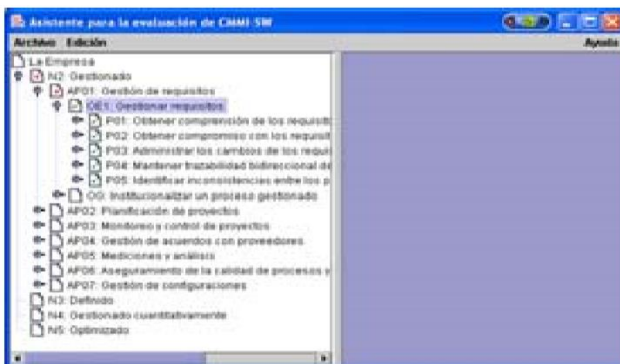 Asistente para la evaluación de CMMI SW
Archivo Edición Ayuda
La Empresa
N2: Gestionado
AP01: Gestión de requisitos
OE1: Gestionar requisitos
P01: Obtener comprensión de los requisit
P02: Obtener compromiso con los requisit
P03: Administrar los cambios de los requi
P04: Mantener trazabilidad bidireccional de
P05: Identificar inconsistencias entre los p
OG: Institucionalizar un proceso gestionado
AP02: Planificación de proyectos
AP03: Monitoreo y control de proyectos
AP04: Gestión de acuerdos con proveedores
AP05: Mediciones y análisis
AP06: Aseguramiento de la calidad de procesos y
AP07: Gestión de configuraciones
N3: Definido
N4: Gestionado cuantitativamente
N5: Optimizado